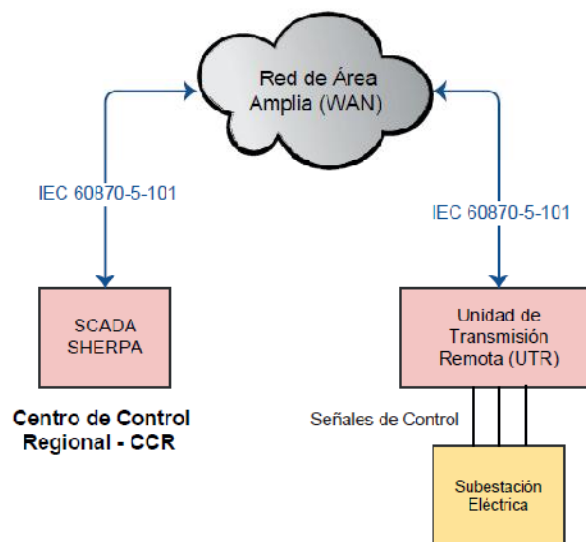 Red de Área
Amplia (WAN)
IEC 60870-5-101
IEC 60870-5-101
SCADA
SHERPA
Unidad de
Transmisión
Remota (UTR)
Centro de Control
Regional - CCR
Señales de Control
Subestación
Eléctrica